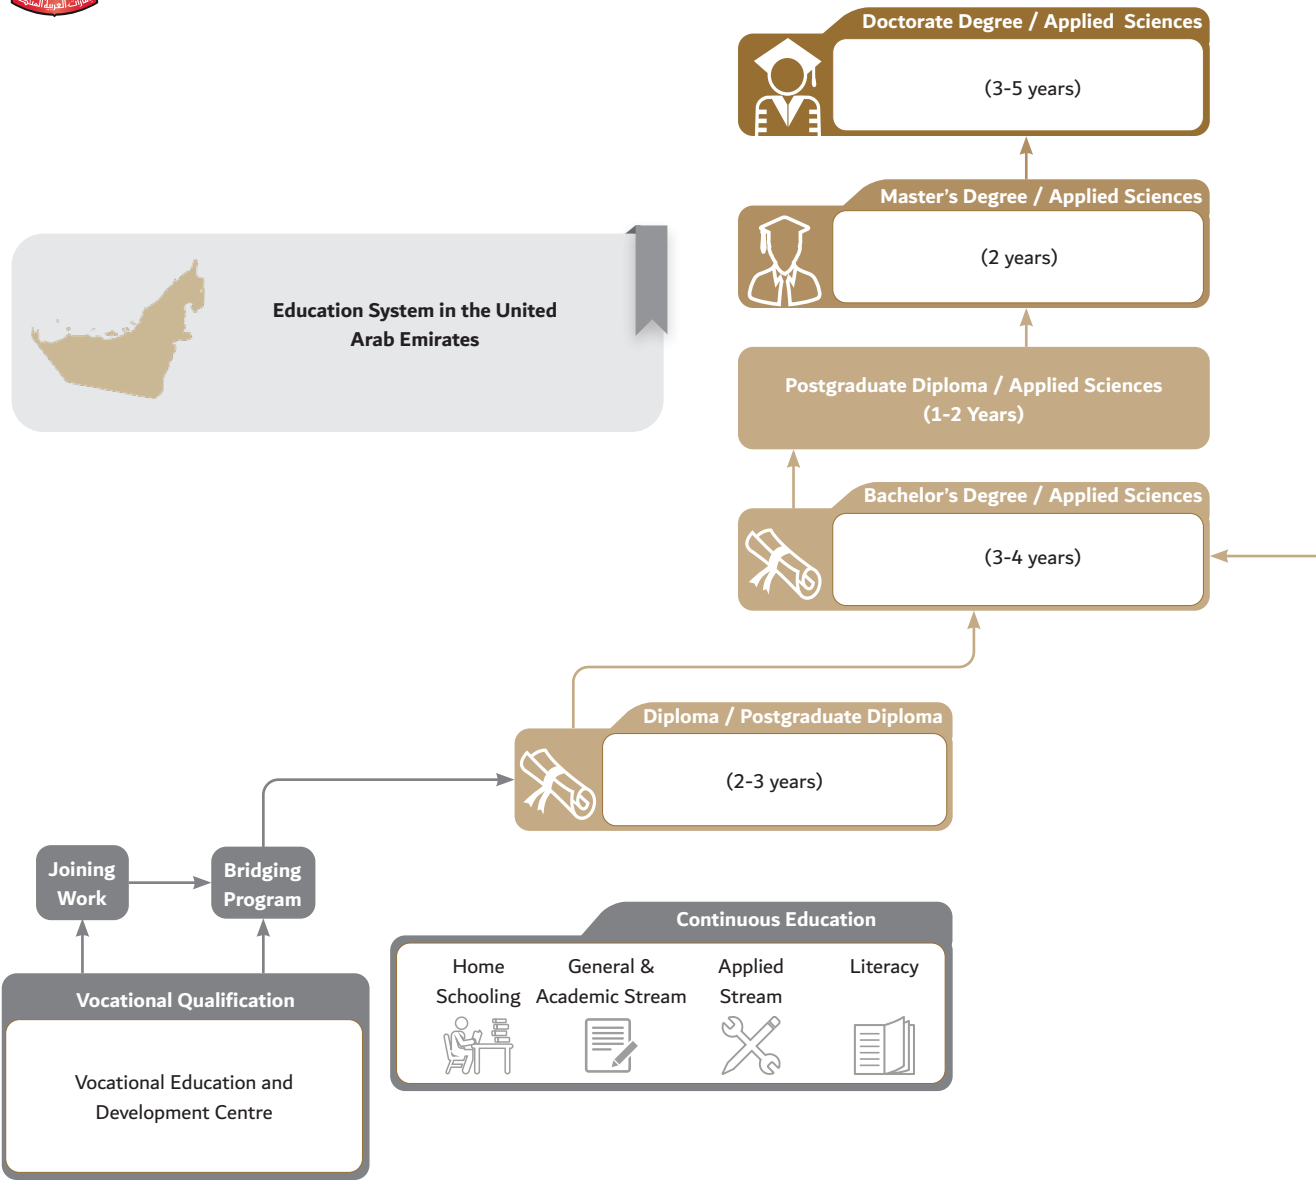 العربية المتحدة
Doctorate Degree / Applied Sciences
(3-5 years)
Master's Degree / Applied Sciences
(2 years)
Education System in the United
Arab Emirates
Postgraduate Diploma / Applied Sciences
(1-2 Years)
Bachelor's Degree / Applied Sciences
(3-4 years)
Diploma / Postgraduate Diploma
(2-3 years)
Joining
Work
Bridging
Program
Continuous Education
Home
Schooling
General &
Academic Stream
Applied
Stream
Literacy
Vocational Qualification
Vocational Education and
Development Centre